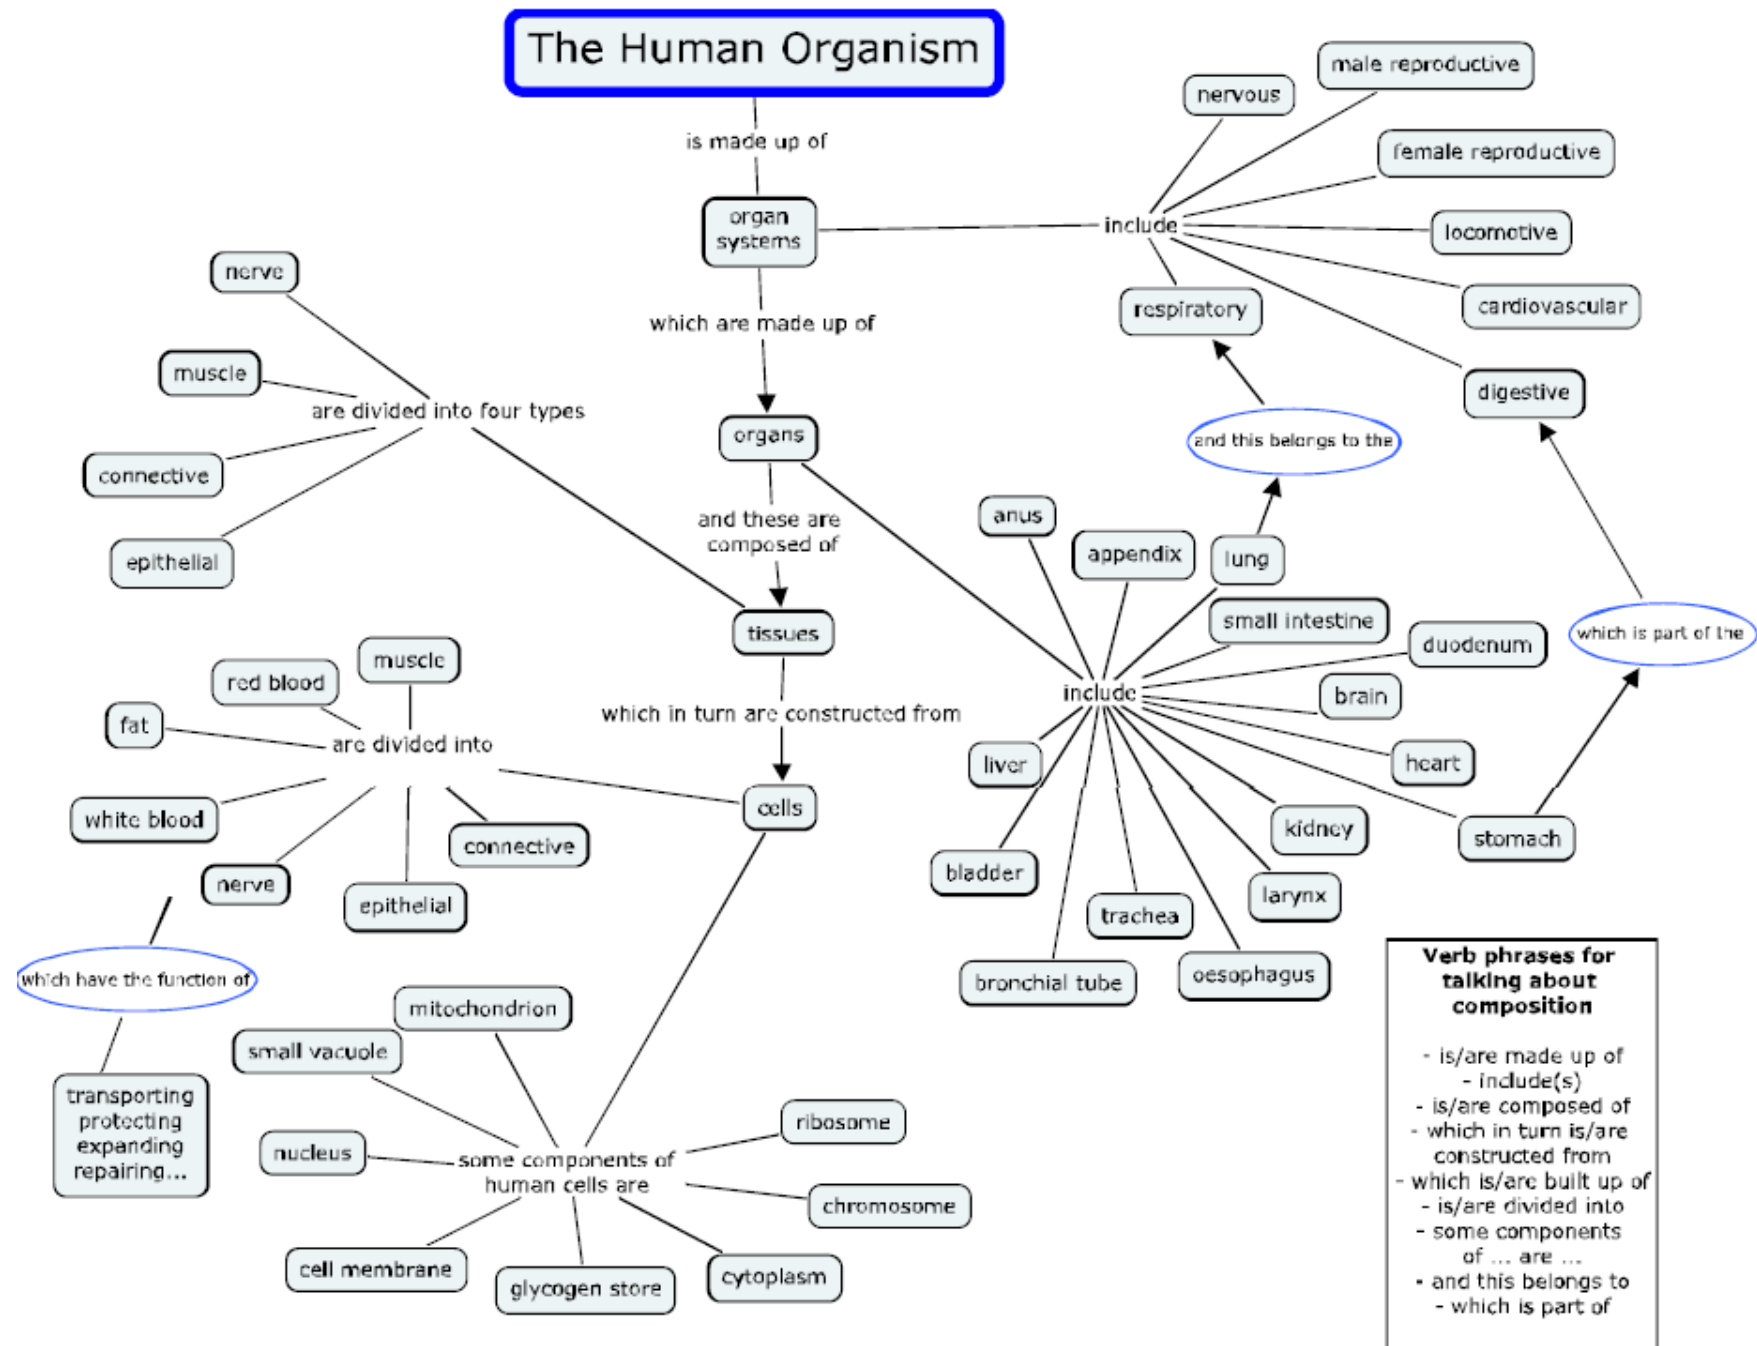 The Human Organism
is made up of
organ
systems
include
nervous
male reproductive
female reproductive
locomotive
cardiovascular
respiratory
digestive
which are made up of
organs
and this belongs to the
nerve
muscle
are divided into four types
connective
epithelial
and these are
composed of
tissues
anus
appendix
lung
small intestine
duodenum
which is part of the
include
brain
heart
liver
stomach
kidney
bladder
larynx
trachea
oesophagus
bronchial tube
which in turn are constructed from
cells
muscle
red blood
fat
are divided into
white blood
connective
nerve
epithelial
which have the function of
transporting
protecting
expanding
repairing...
mitochondrion
small vacuole
nucleus
some components of
human cells are
ribosome
chromosome
cell membrane
glycogen store
cytoplasm
Verb phrases for
talking about
composition
- is/are made up of
- include(s)
- is/are composed of
- which in turn is/are
constructed from
- which is/are built up of
- is/are divided into
- some components
of ... are ...
- and this belongs to
- which is part of